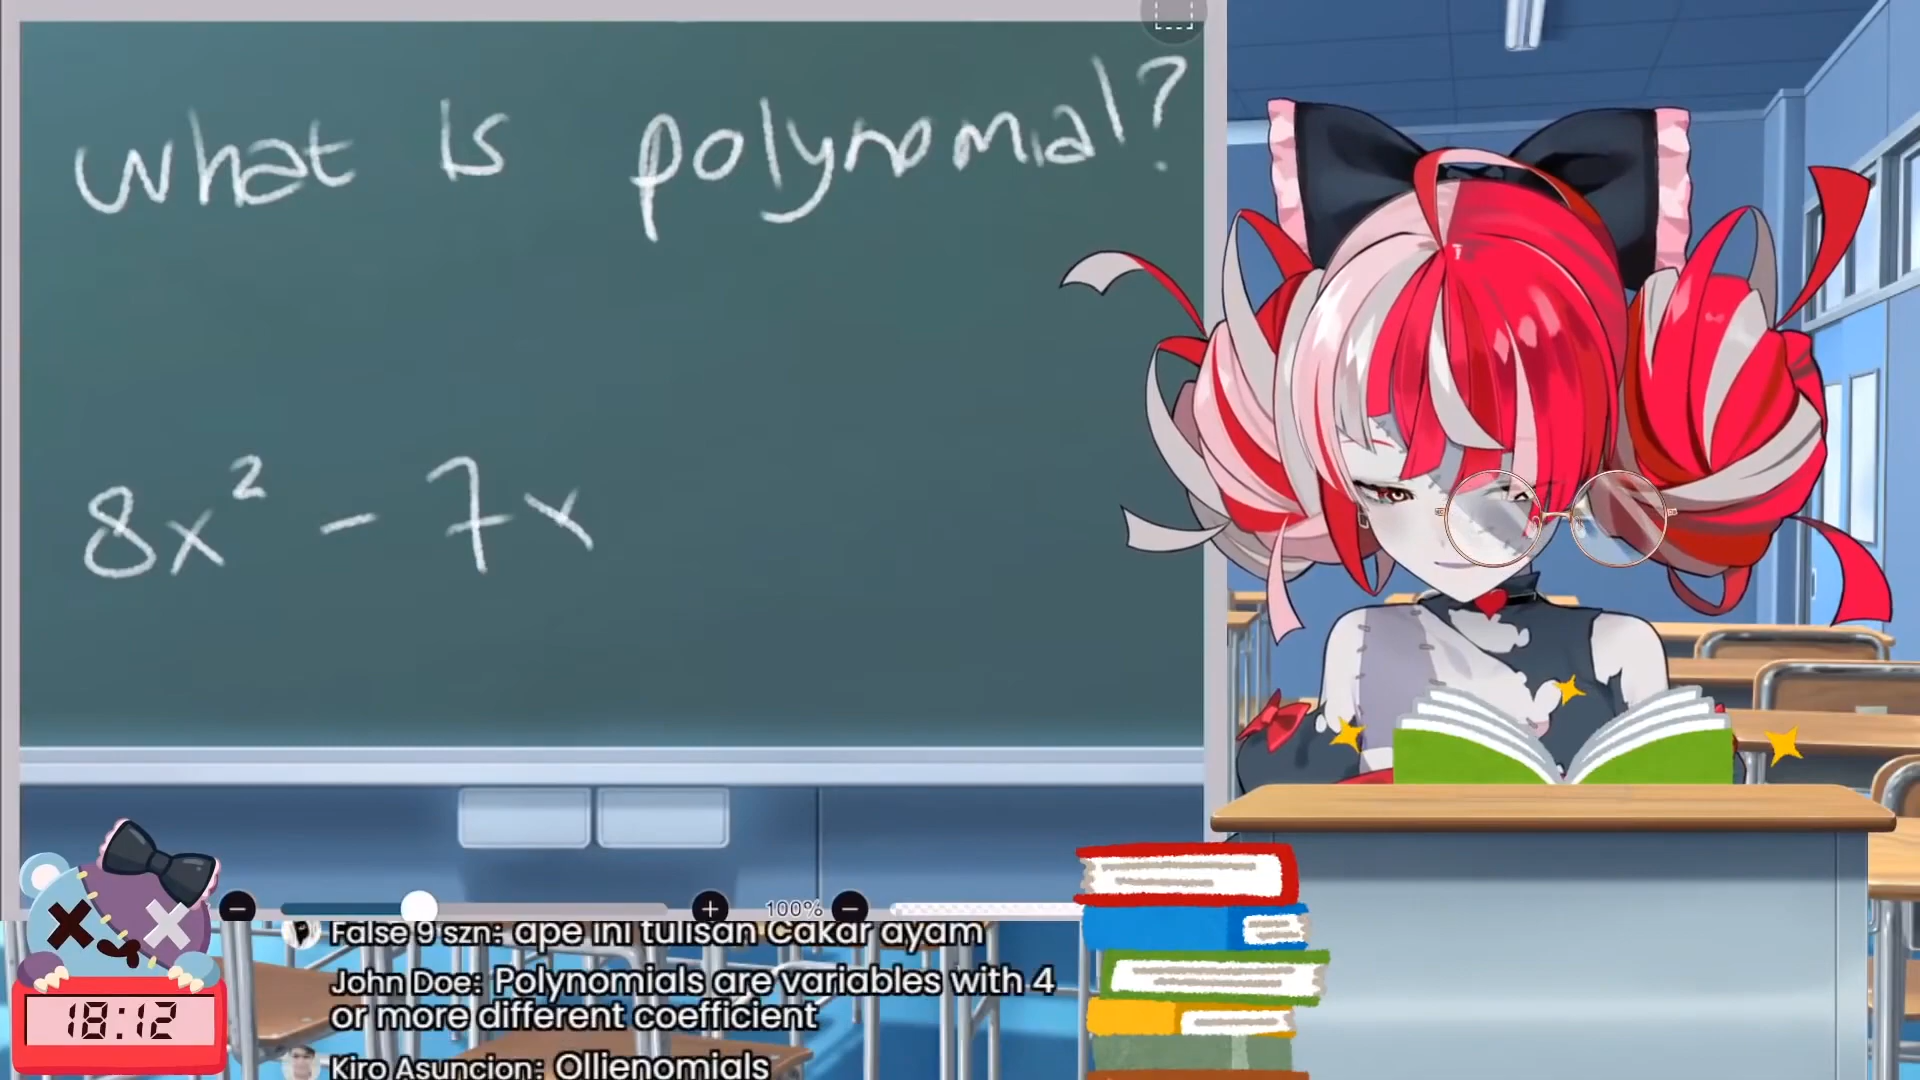 what is polynomial?
8x² - 7x
100%
False 9 szn: ape ini tulisan Cakar ayam
John Doe: Polynomials are variables with 4
or more different coefficient
Kiro Asuncion: Ollienomials
18:12